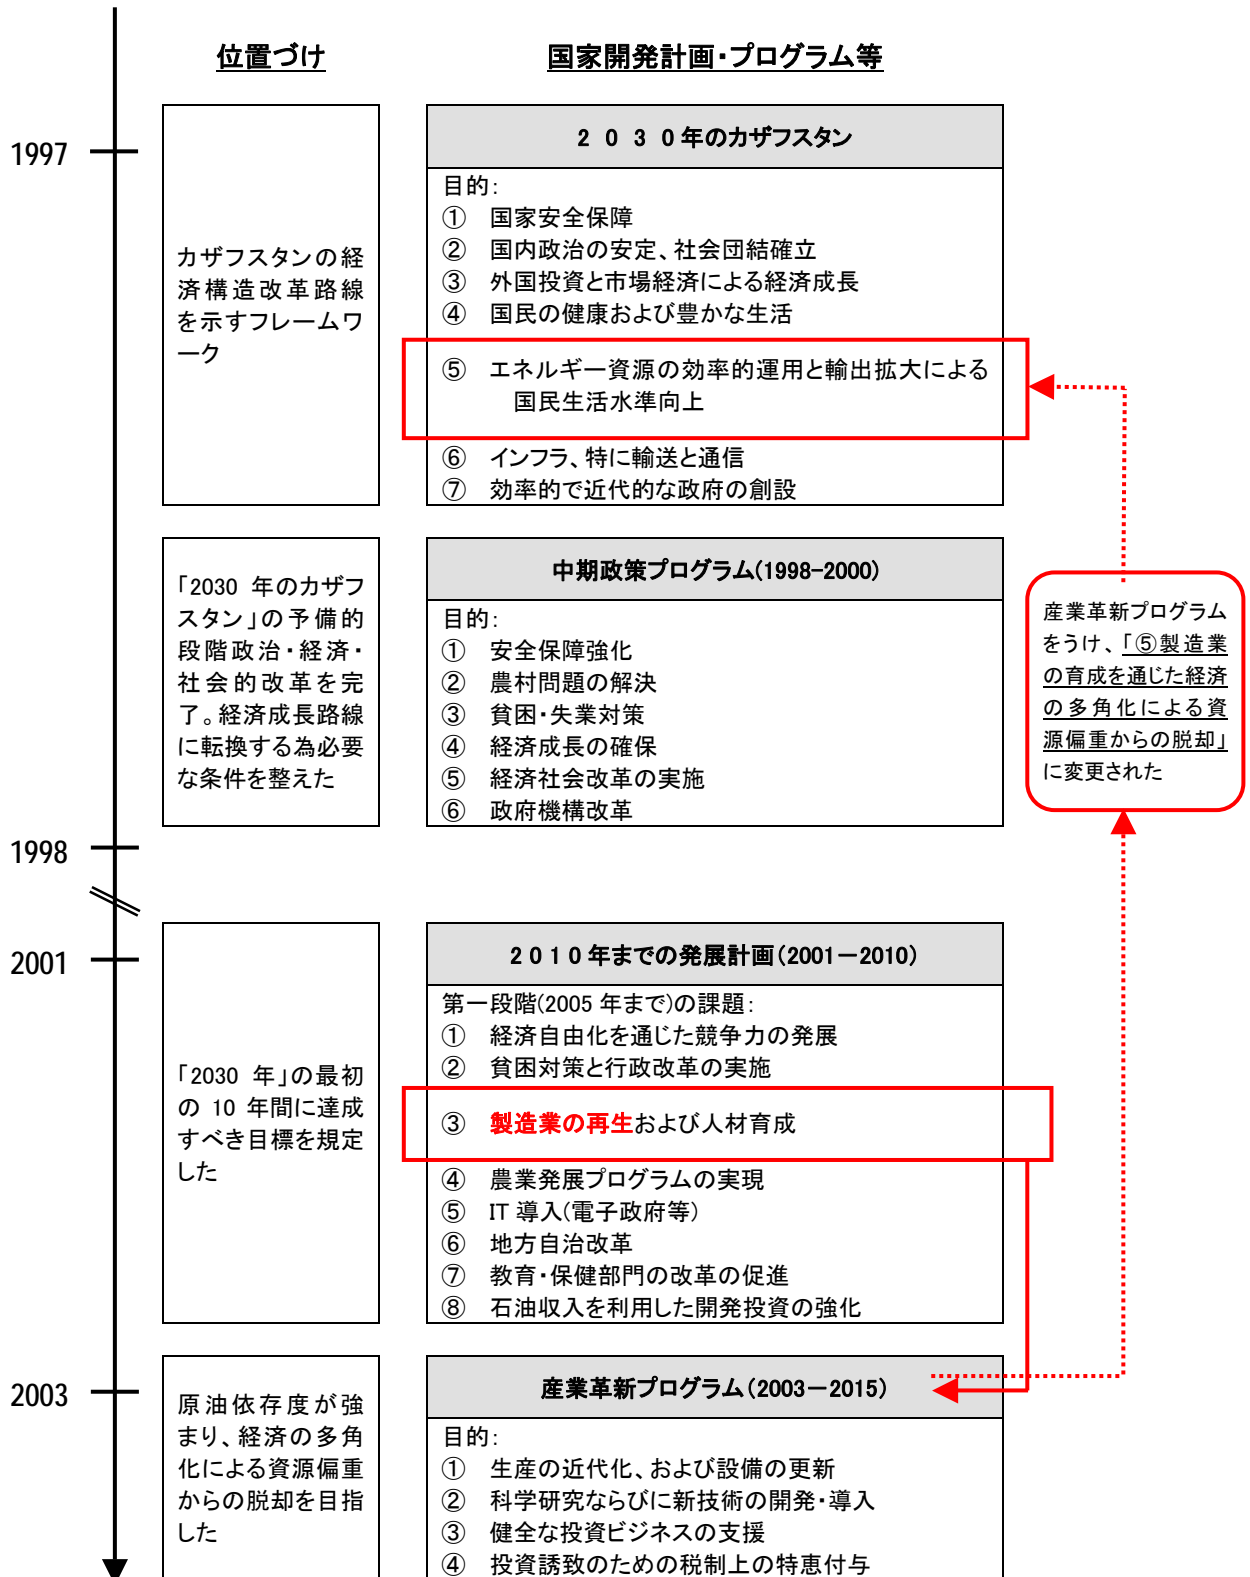 位置づけ
国家開発計画・プログラム等
1997
カザフスタンの経
済構造改革路線
を示すフレームワ
ーク
２０３０年のカザフスタン
目的：
① 国家安全保障
② 国内政治の安定、社会団結確立
③ 外国投資と市場経済による経済成長
④ 国民の健康および豊かな生活
⑤ エネルギー資源の効率的運用と輸出拡大による
国民生活水準向上
⑥ インフラ、特に輸送と通信
⑦ 効率的で近代的な政府の創設
「2030 年のカザフ
スタン」の予備的
段階政治・経済・
社会的改革を完
了。経済成長路線
に転換する為必要
な条件を整えた
中期政策プログラム(1998-2000)
目的：
① 安全保障強化
② 農村問題の解決
③ 貧困・失業対策
④ 経済成長の確保
⑤ 経済社会改革の実施
⑥ 政府機構改革
産業革新プログラム
をうけ、「⑤製造業
の育成を通じた経済
の多角化による資
源偏重からの脱却」
に変更された
1998
2001
「2030 年」の最初
の 10 年間に達成
すべき目標を規定
した
２０１０年までの発展計画（2001－2010）
第一段階(2005 年まで)の課題：
① 経済自由化を通じた競争力の発展
② 貧困対策と行政改革の実施
③ 製造業の再生および人材育成
④ 農業発展プログラムの実現
⑤ IT 導入(電子政府等)
⑥ 地方自治改革
⑦ 教育・保健部門の改革の促進
⑧ 石油収入を利用した開発投資の強化
2003
原油依存度が強
まり、経済の多角
化による資源偏重
からの脱却を目指
した
産業革新プログラム（2003－2015）
目的：
① 生産の近代化、および設備の更新
② 科学研究ならびに新技術の開発・導入
③ 健全な投資ビジネスの支援
④ 投資誘致のための税制上の特恵付与